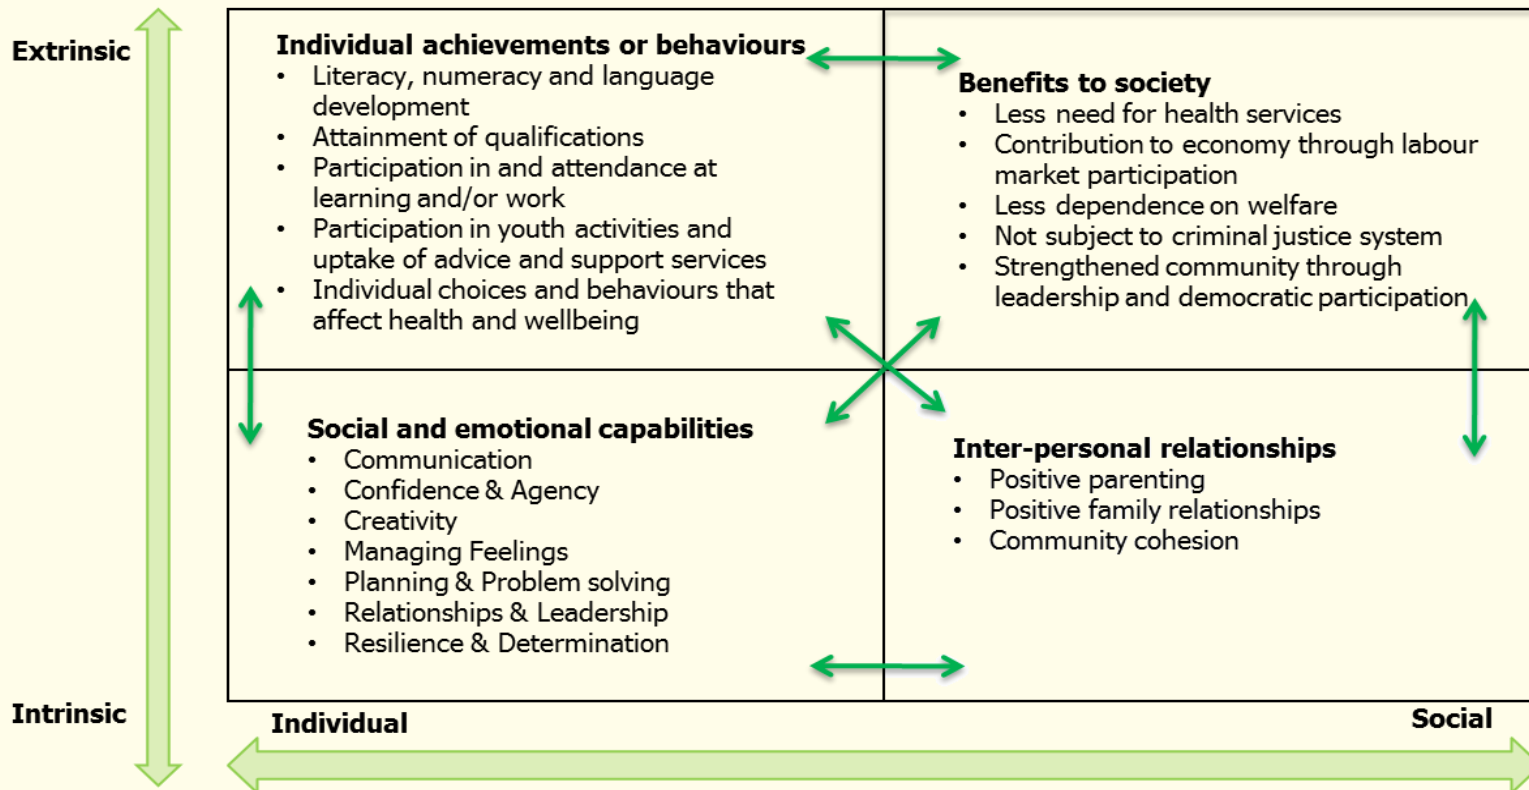 Extrinsic
Individual achievements or behaviours
• Literacy, numeracy and language
development
• Attainment of qualifications
• Participation in and attendance at
learning and/or work
• Participation in youth activities and
uptake of advice and support services
• Individual choices and behaviours that
affect health and wellbeing
Benefits to society
• Less need for health services
• Contribution to economy through labour
market participation
• Less dependence on welfare
• Not subject to criminal justice system
• Strengthened community through
leadership and democratic participation
Social and emotional capabilities
• Communication
• Confidence & Agency
• Creativity
• Managing Feelings
• Planning & Problem solving
• Relationships & Leadership
• Resilience & Determination
Inter-personal relationships
• Positive parenting
• Positive family relationships
• Community cohesion
Intrinsic
Individual
Social